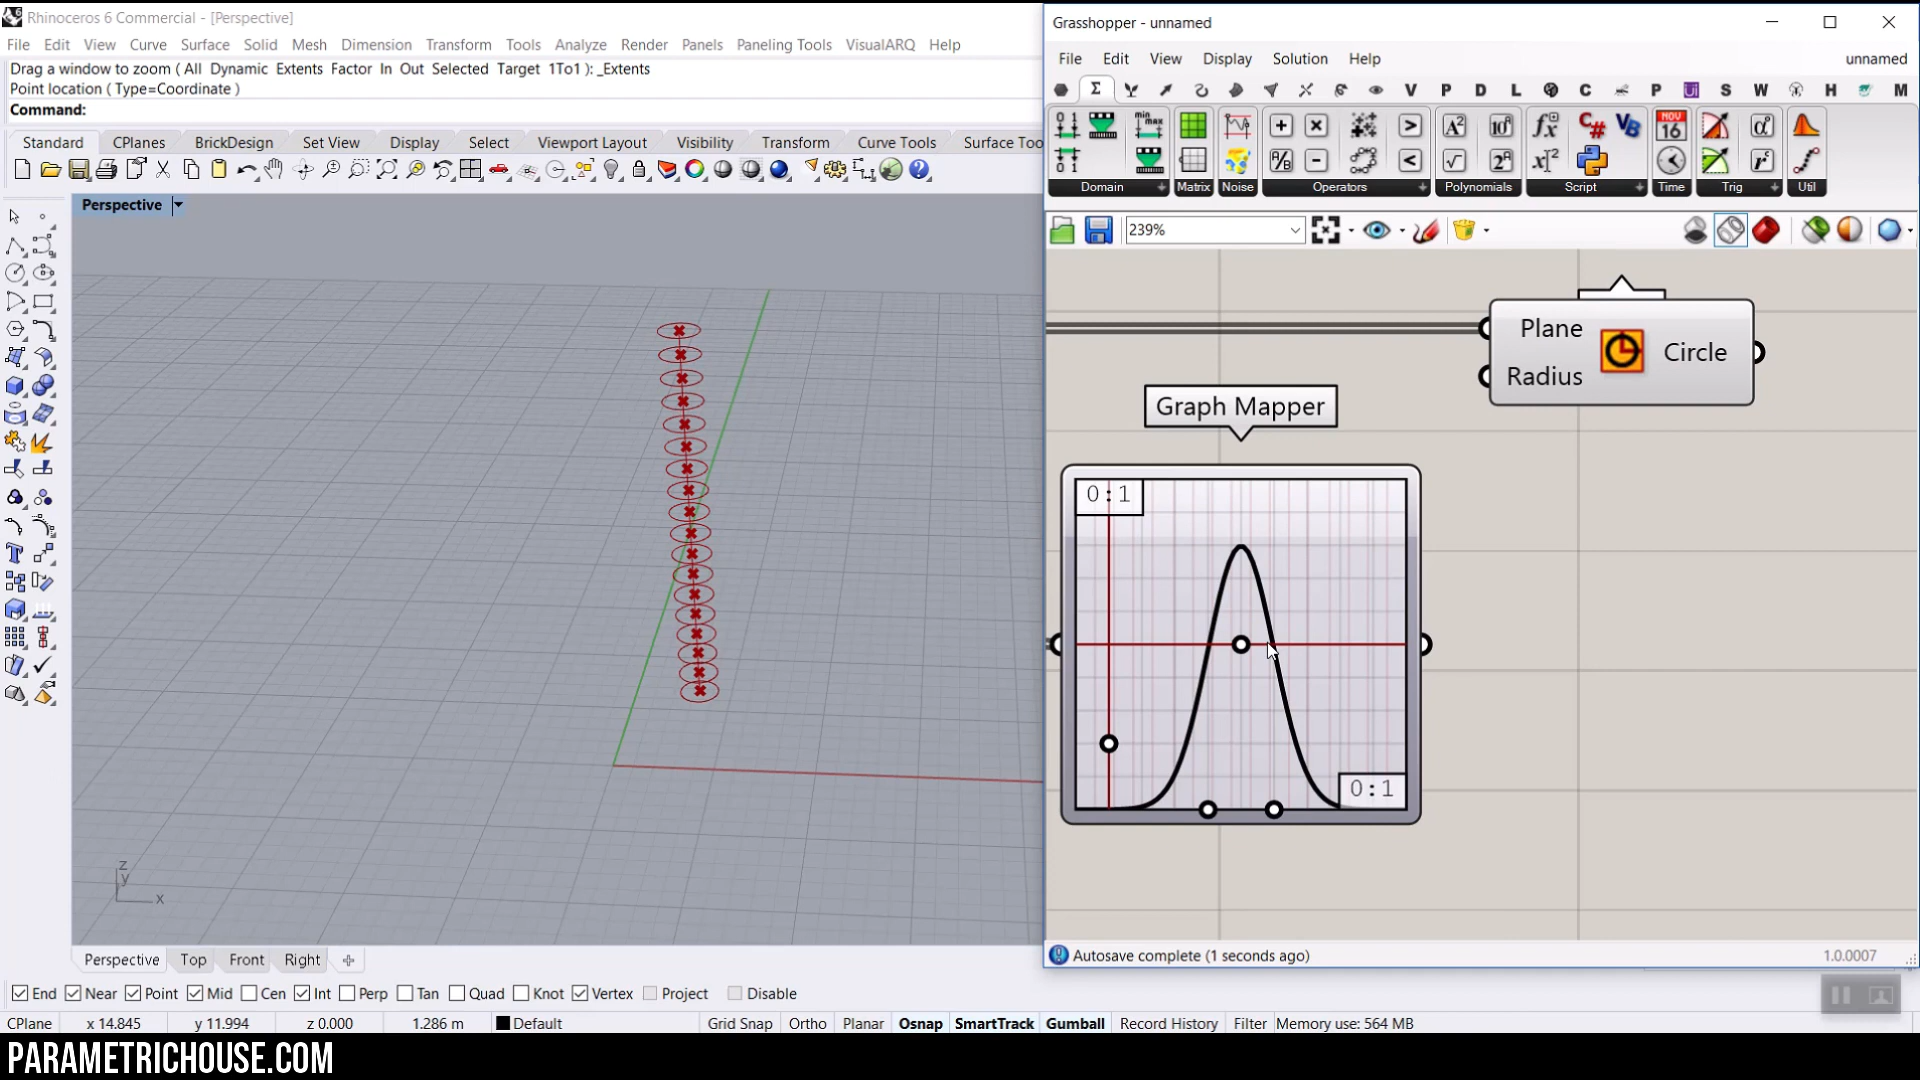 Rhinoceros 6 Commercial - [Perspective]
File Edit View Curve Surface Solid Mesh Dimension Transform Tools Analyze Render Panels Paneling Tools VisualARQ Help
Drag a window to zoom ( All Dynamic Extents Factor In Out Selected Target 1To1 ): _Extents
Point location ( Type=Coordinate )
Command:
Standard CPlanes BrickDesign Set View Display Select Viewport Layout Visibility Transform Curve Tools Surface Too
Perspective
z
y
x
Perspective Top Front Right
End Near Point Mid Cen Int Perp Tan Quad Knot Vertex Project Disable
CPlane x 14.845 y 11.994 z 0.000 1.286 m Default Grid Snap Ortho Planar Osnap SmartTrack Gumball Record History Filter Memory use: 564 MB
PARAMETRICHOUSE.COM
Grasshopper - unnamed
File Edit View Display Solution Help unnamed
Σ V P D L C P Ui S W H M
Domain Matrix Noise Operators Polynomials Script Time Trig Util
239%
Plane
Circle
Radius
Graph Mapper
0:1
0:1
Autosave complete (1 seconds ago) 1.0.0007